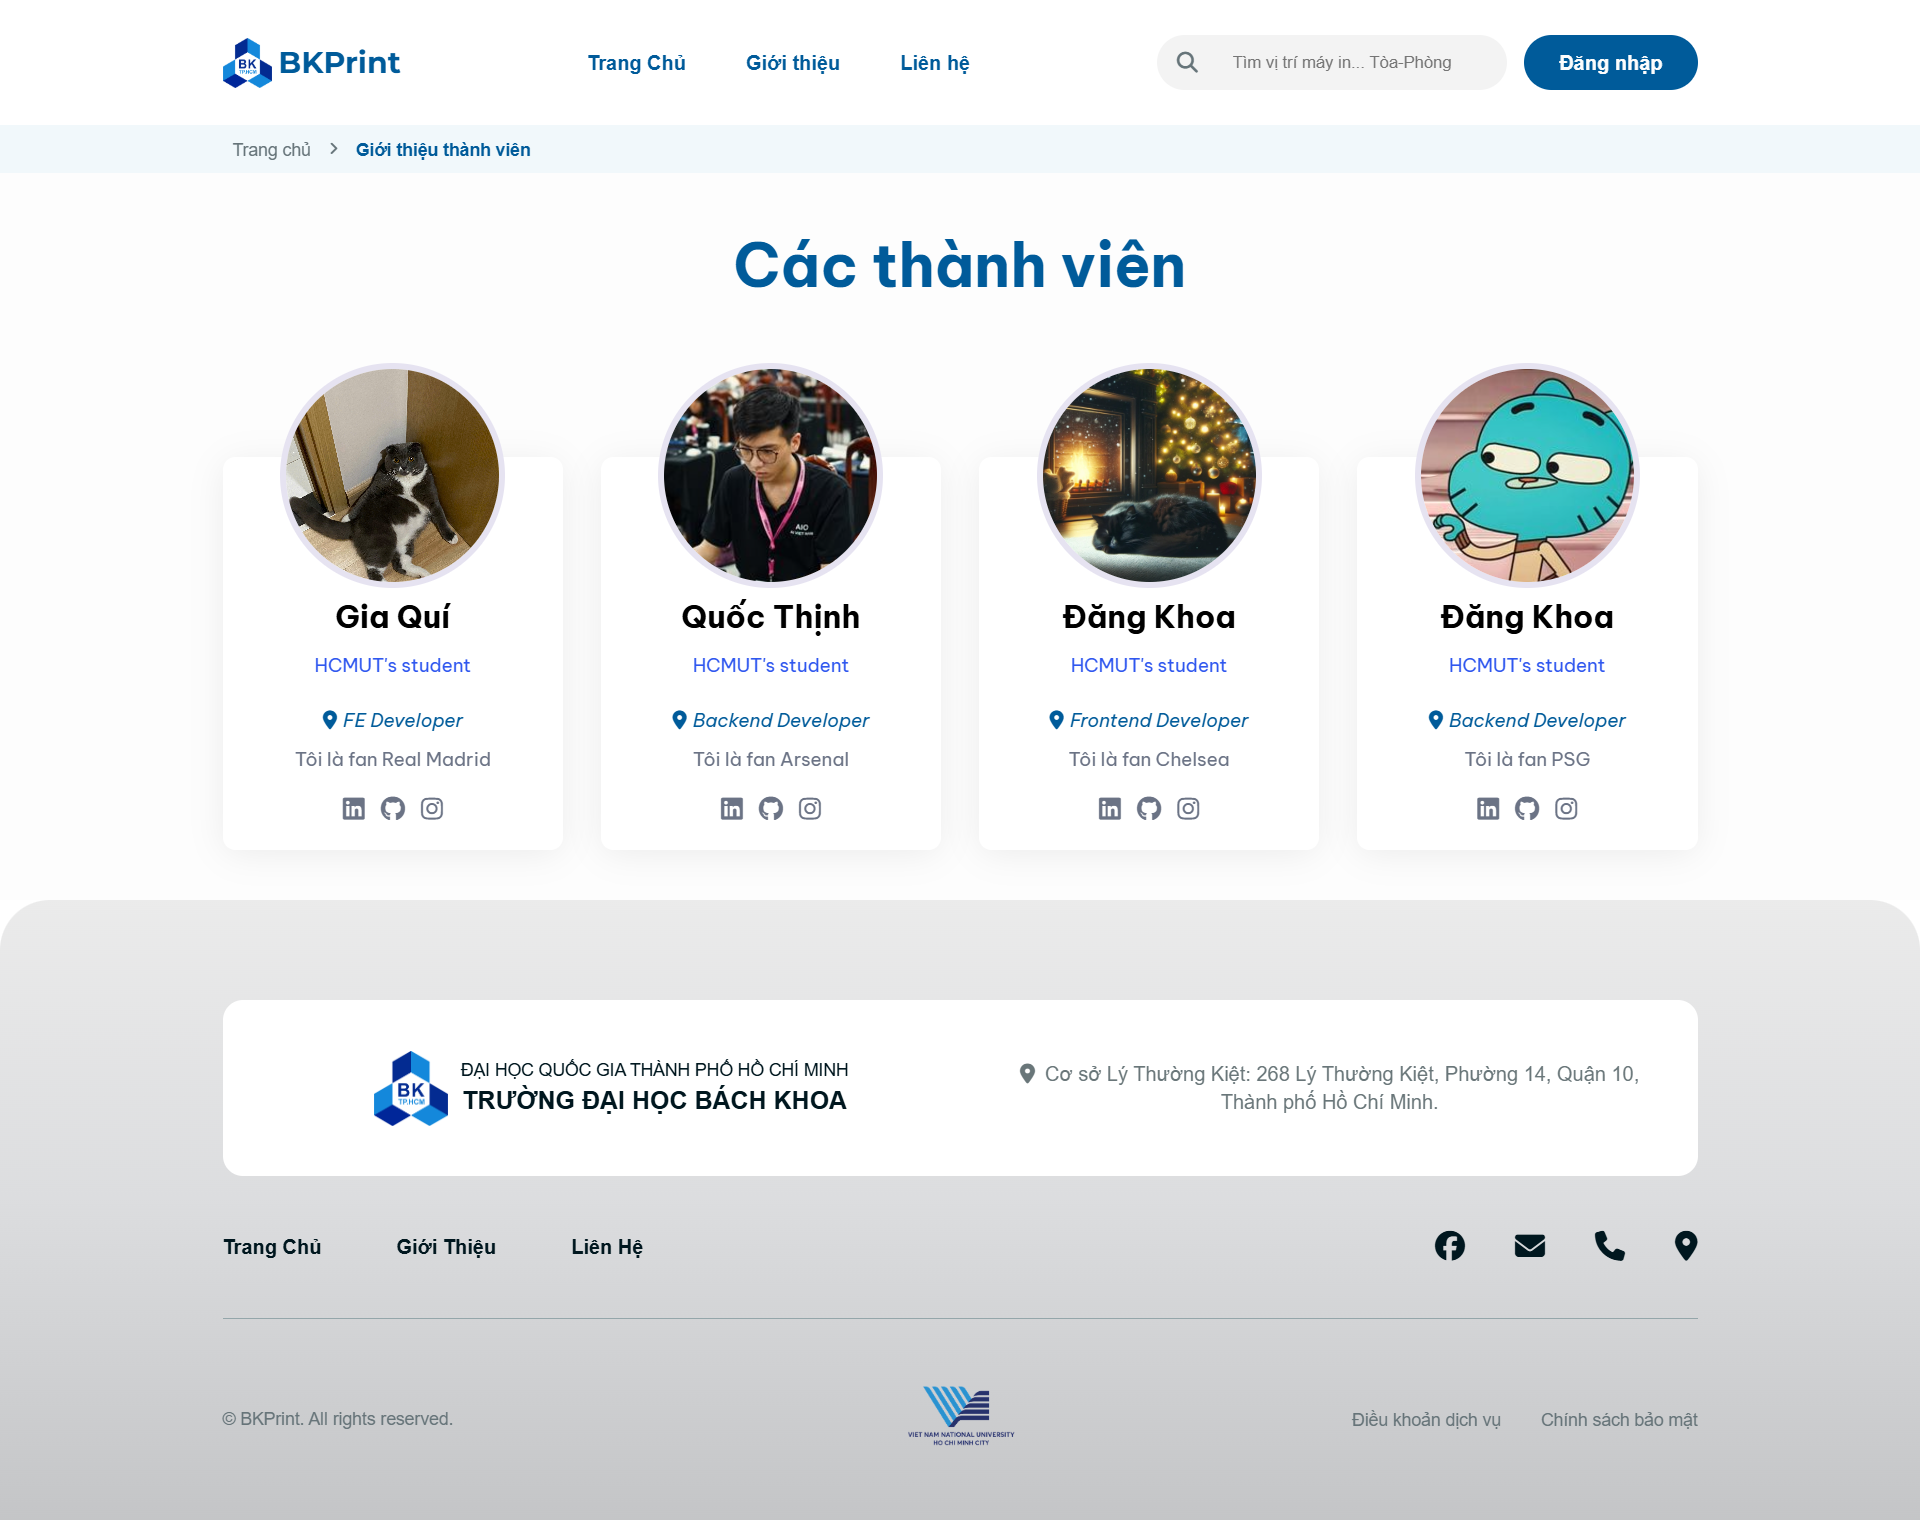 BK
TP.HCM
BKPrint
Trang Chủ
Giới thiệu
Liên hệ
Tìm vị trí máy in... Tòa-Phòng
Đăng nhập
Trang chủ
Giới thiệu thành viên
Các thành viên
AIO
Gia Quí
HCMUT's student
FE Developer
Tôi là fan Real Madrid
Quốc Thịnh
HCMUT's student
Backend Developer
Tôi là fan Arsenal
Đăng Khoa
HCMUT's student
Frontend Developer
Tôi là fan Chelsea
Đăng Khoa
HCMUT's student
Backend Developer
Tôi là fan PSG
BK
TP.HCM
ĐẠI HỌC QUỐC GIA THÀNH PHỐ HỒ CHÍ MINH
TRƯỜNG ĐẠI HỌC BÁCH KHOA
Cơ sở Lý Thường Kiệt: 268 Lý Thường Kiệt, Phường 14, Quận 10,
Thành phố Hồ Chí Minh.
Trang Chủ
Giới Thiệu
Liên Hệ
© BKPrint. All rights reserved.
VIET NAM NATIONAL UNIVERSITY
HO CHI MINH CITY
Điều khoản dịch vụ
Chính sách bảo mật